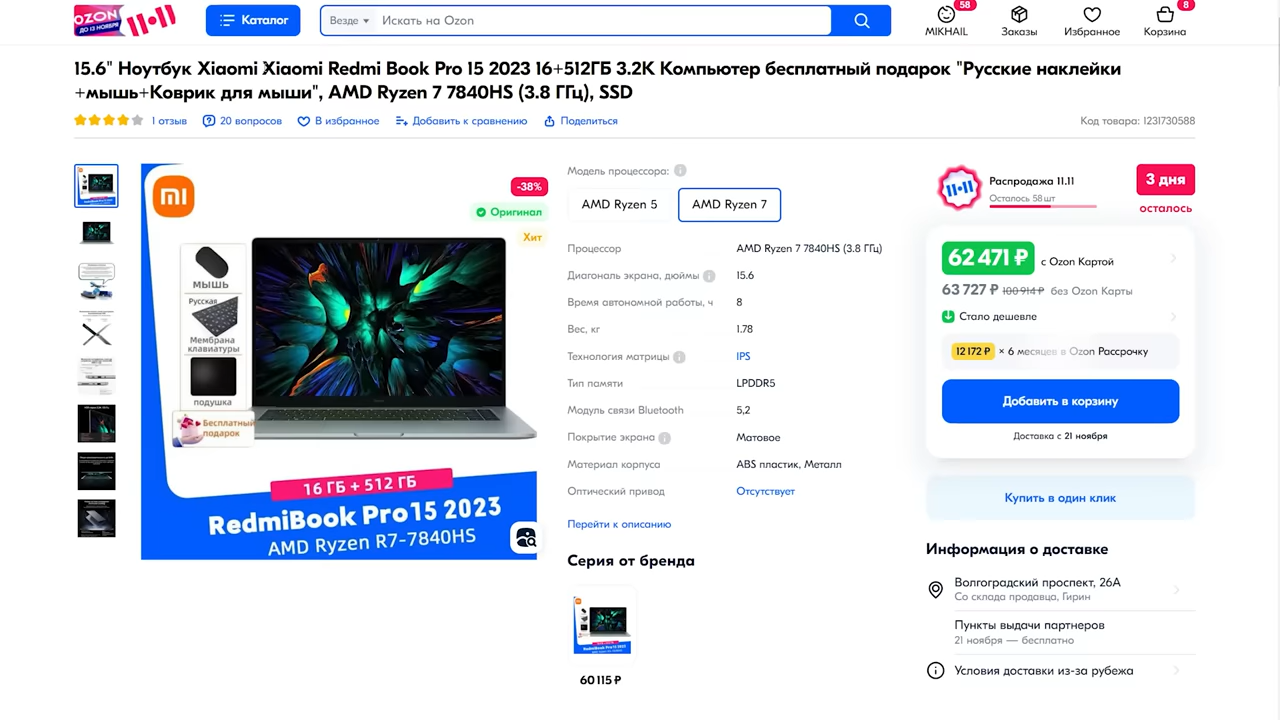 OZON
ДО 13 НОЯБРЯ
11•11
Каталог
Везде
Искать на Ozon
58
8
MIKHAIL
Заказы
Избранное
Корзина
15.6" Ноутбук Xiaomi Xiaomi Redmi Book Pro 15 2023 16+512ГБ 3.2K Компьютер бесплатный подарок "Русские наклейки
+мышь+Коврик для мыши", AMD Ryzen 7 7840HS (3.8 ГГц), SSD
1 отзыв
20 вопросов
В избранное
Добавить к сравнению
Поделиться
Код товара: 1231730588
-38%
Оригинал
Хит
МЫШЬ
Русская
Мембрана
клавиатуры
подушка
Бесплатный
подарок
16 ГБ + 512 ГБ
RedmiBook Pro 15 2023
AMD Ryzen R7-7840HS
Модель процессора:
AMD Ryzen 5
AMD Ryzen 7
Процессор AMD Ryzen 7 7840HS (3.8 ГГц)
Диагональ экрана, дюймы 15.6
Время автономной работы, ч 8
Вес, кг 1.78
Технология матрицы IPS
Тип памяти LPDDR5
Модуль связи Bluetooth 5,2
Покрытие экрана Матовое
Материал корпуса ABS пластик, Металл
Оптический привод Отсутствует
Перейти к описанию
Серия от бренда
60 115 ₽
11•11
Распродажа 11.11
Осталось 58 шт
3 дня
осталось
62 471 ₽ с Ozon Картой
63 727 ₽ 100 914 ₽ без Ozon Карты
Стало дешевле
12 172 ₽ × 6 месяцев в Ozon Рассрочку
Добавить в корзину
Доставка с 21 ноября
Купить в один клик
Информация о доставке
Волгоградский проспект, 26А
Со склада продавца, Гирин
Пункты выдачи партнеров
21 ноября — бесплатно
Условия доставки из-за рубежа